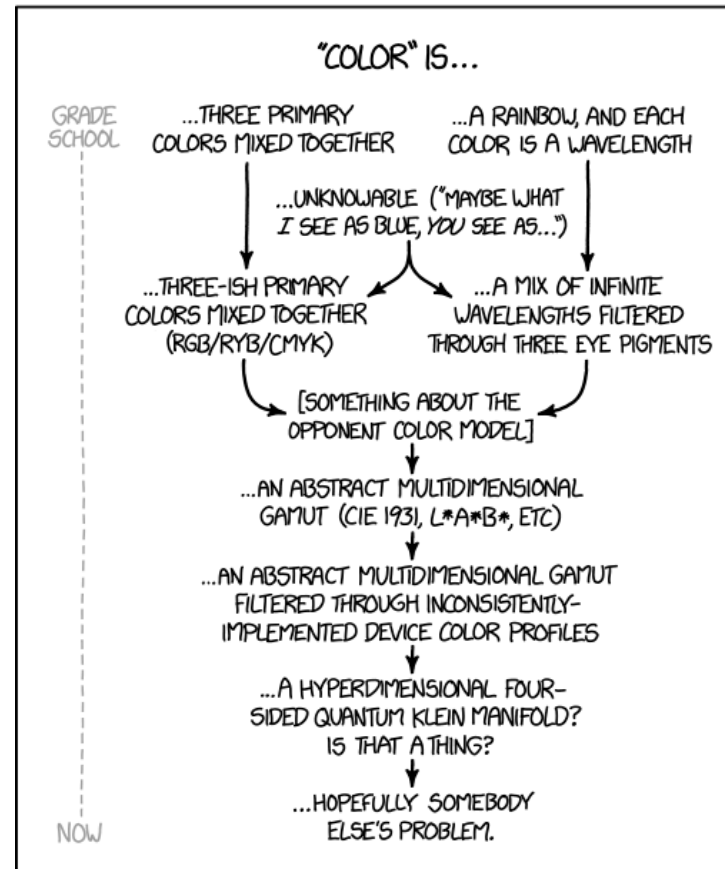 "COLOR" IS...
GRADE
SCHOOL
...THREE PRIMARY
COLORS MIXED TOGETHER
...A RAINBOW, AND EACH
COLOR IS A WAVELENGTH
...UNKNOWABLE ("MAYBE WHAT
I SEE AS BLUE, YOU SEE AS...")
...THREE-ISH PRIMARY
COLORS MIXED TOGETHER
(RGB/RYB/CMYK)
...A MIX OF INFINITE
WAVELENGTHS FILTERED
THROUGH THREE EYE PIGMENTS
[SOMETHING ABOUT THE
OPPONENT COLOR MODEL]
...AN ABSTRACT MULTIDIMENSIONAL
GAMUT (CIE 1931, L*A*B*, ETC)
...AN ABSTRACT MULTIDIMENSIONAL GAMUT
FILTERED THROUGH INCONSISTENTLY-
IMPLEMENTED DEVICE COLOR PROFILES
...A HYPERDIMENSIONAL FOUR-
SIDED QUANTUM KLEIN MANIFOLD?
IS THAT A THING?
...HOPEFULLY SOMEBODY
ELSE'S PROBLEM.
NOW